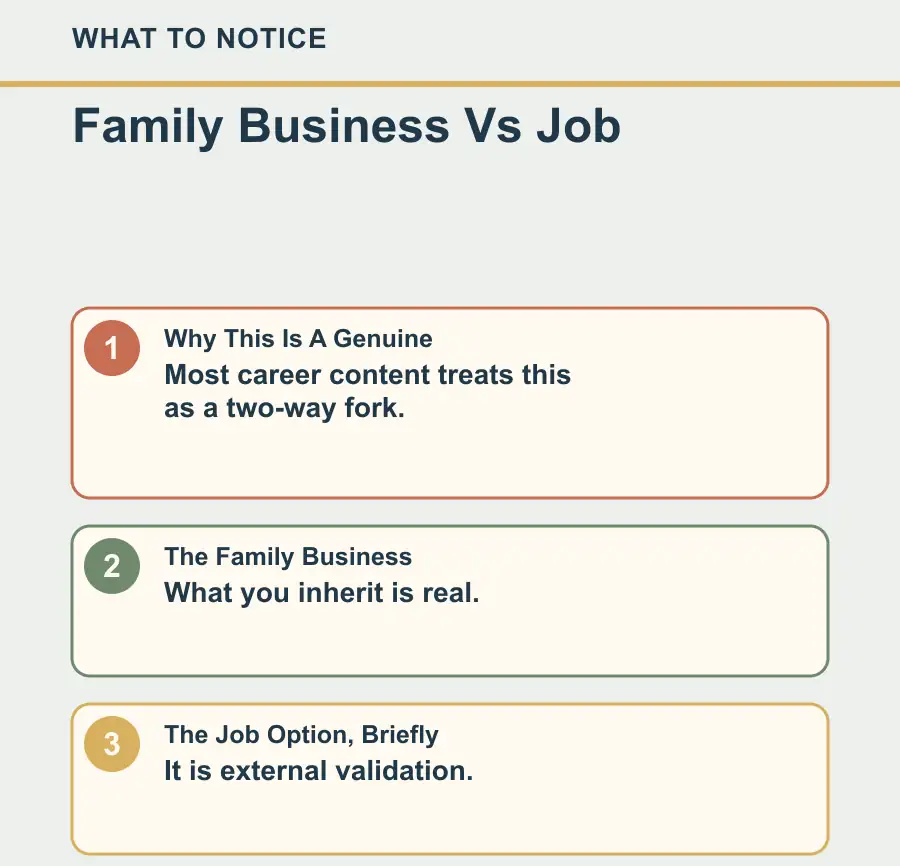 WHAT TO NOTICE
Family Business Vs Job
1
Why This Is A Genuine
Most career content treats this
as a two-way fork.
2
The Family Business
What you inherit is real.
3
The Job Option, Briefly
It is external validation.